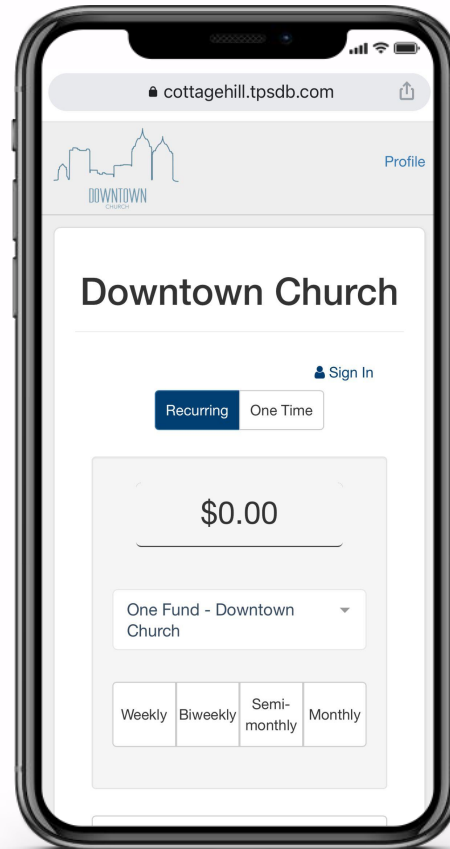 cottagehill.tpsdb.com
Profile
DOWNTOWN
CHURCH
Downtown Church
Sign In
Recurring
One Time
$0.00
One Fund - Downtown
Church
Weekly
Biweekly
Semi-
monthly
Monthly